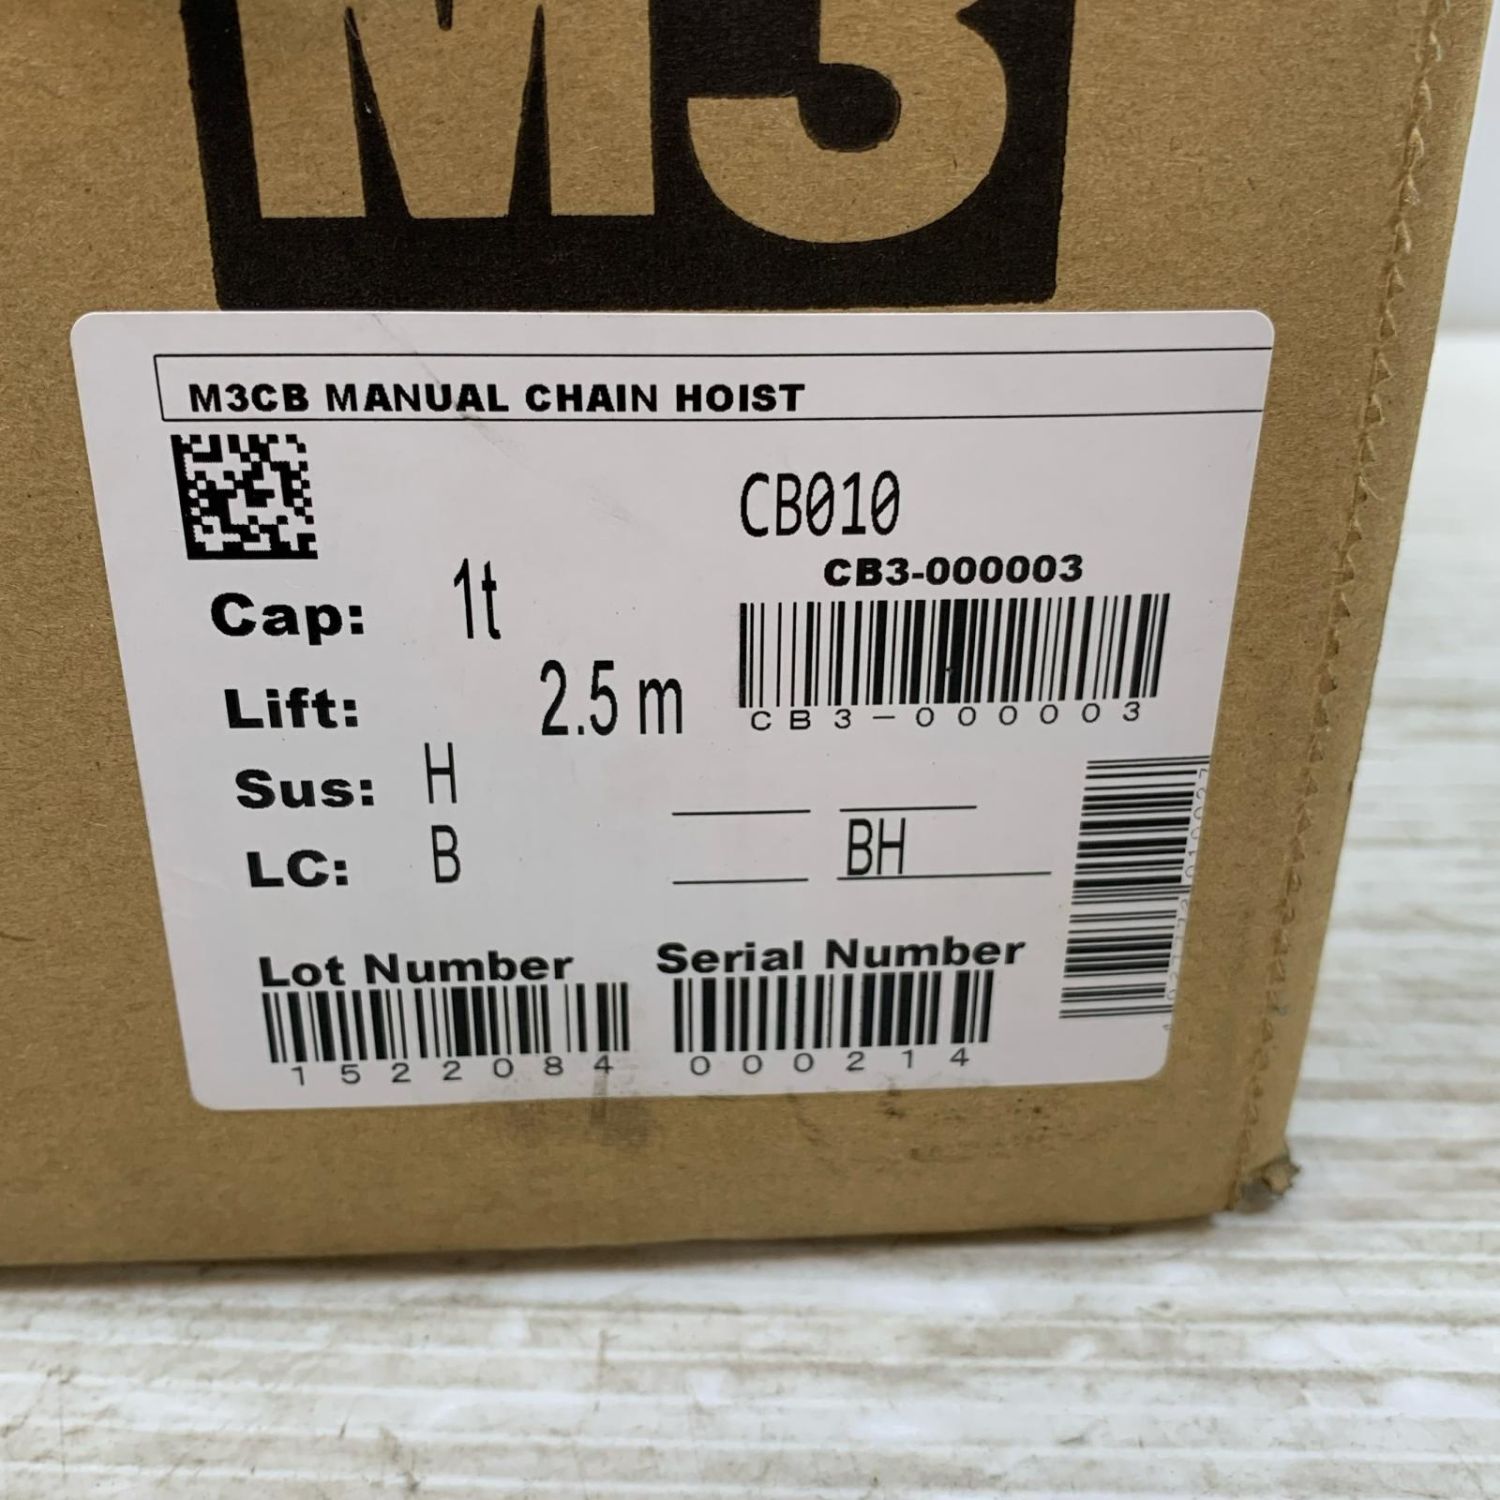 M3
M3CB MANUAL CHAIN HOIST
CB010
CB3-000003
Cap: 1t
CB3-000003
Lift: 2.5 m
Sus: H
LC: B
BH
Lot Number
Serial Number
1522084
000214